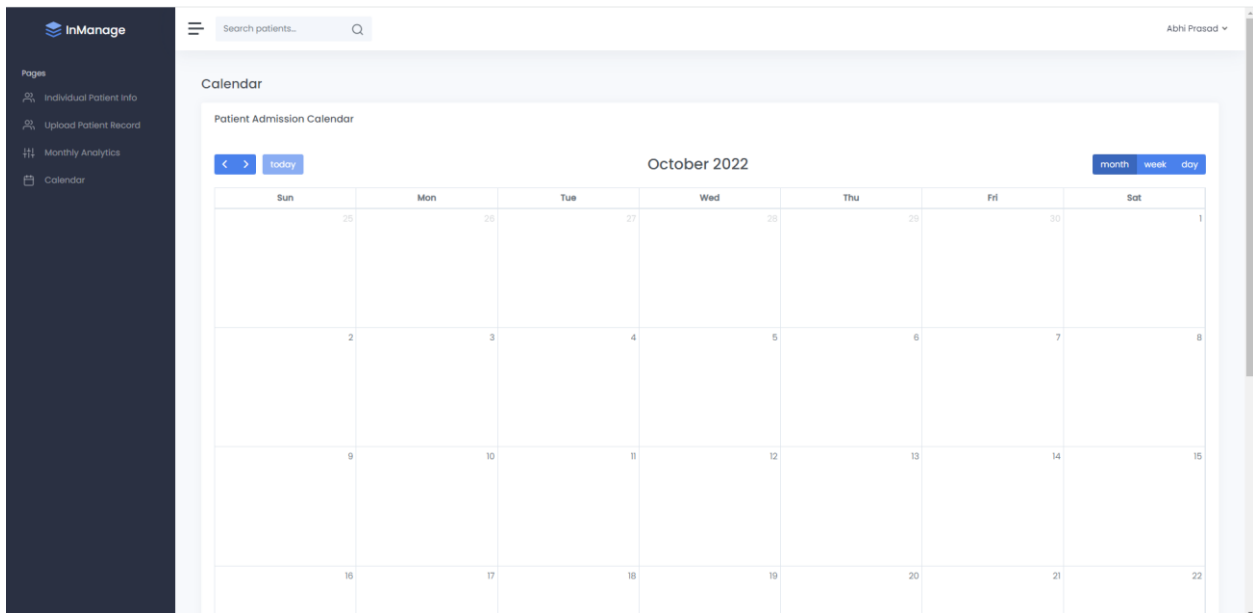 InManage
Search patients...
Abhi Prasad
Pages
Individual Patient Info
Upload Patient Record
Monthly Analytics
Calendar
Calendar
Patient Admission Calendar
today
October 2022
month week day
Sun Mon Tue Wed Thu Fri Sat
25 26 27 28 29 30 1
2 3 4 5 6 7 8
9 10 11 12 13 14 15
16 17 18 19 20 21 22